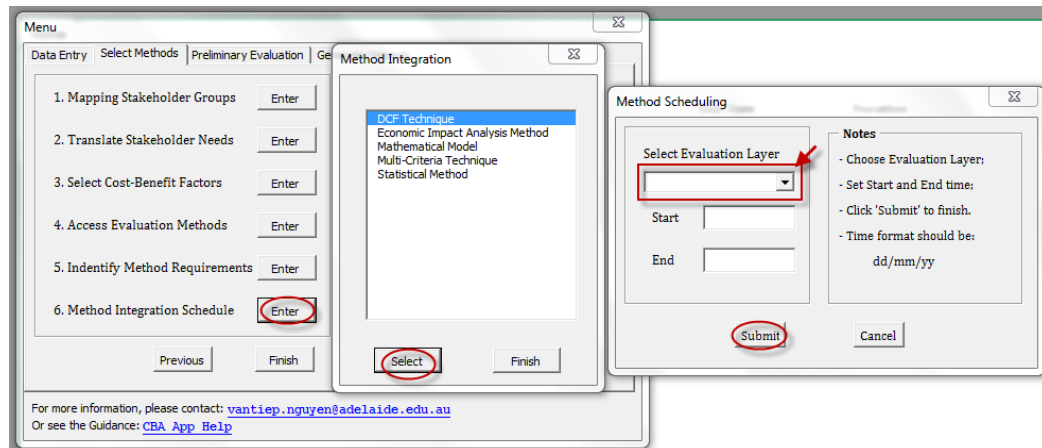 Menu
Data Entry
Select Methods
Preliminary Evaluation
1. Mapping Stakeholder Groups
Enter
2. Translate Stakeholder Needs
Enter
3. Select Cost-Benefit Factors
Enter
4. Access Evaluation Methods
Enter
5. Indentify Method Requirements
Enter
6. Method Integration Schedule
Enter
Previous
Finish
For more information, please contact: vantiep.nguyen@adelaide.edu.au
Or see the Guidance: CBA App Help
Method Integration
DCF Technique
Economic Impact Analysis Method
Mathematical Model
Multi-Criteria Technique
Statistical Method
Select
Finish
Method Scheduling
Select Evaluation Layer
Start
End
Notes
- Choose Evaluation Layer;
- Set Start and End time;
- Click 'Submit' to finish.
- Time format should be:
dd/mm/yy
Submit
Cancel